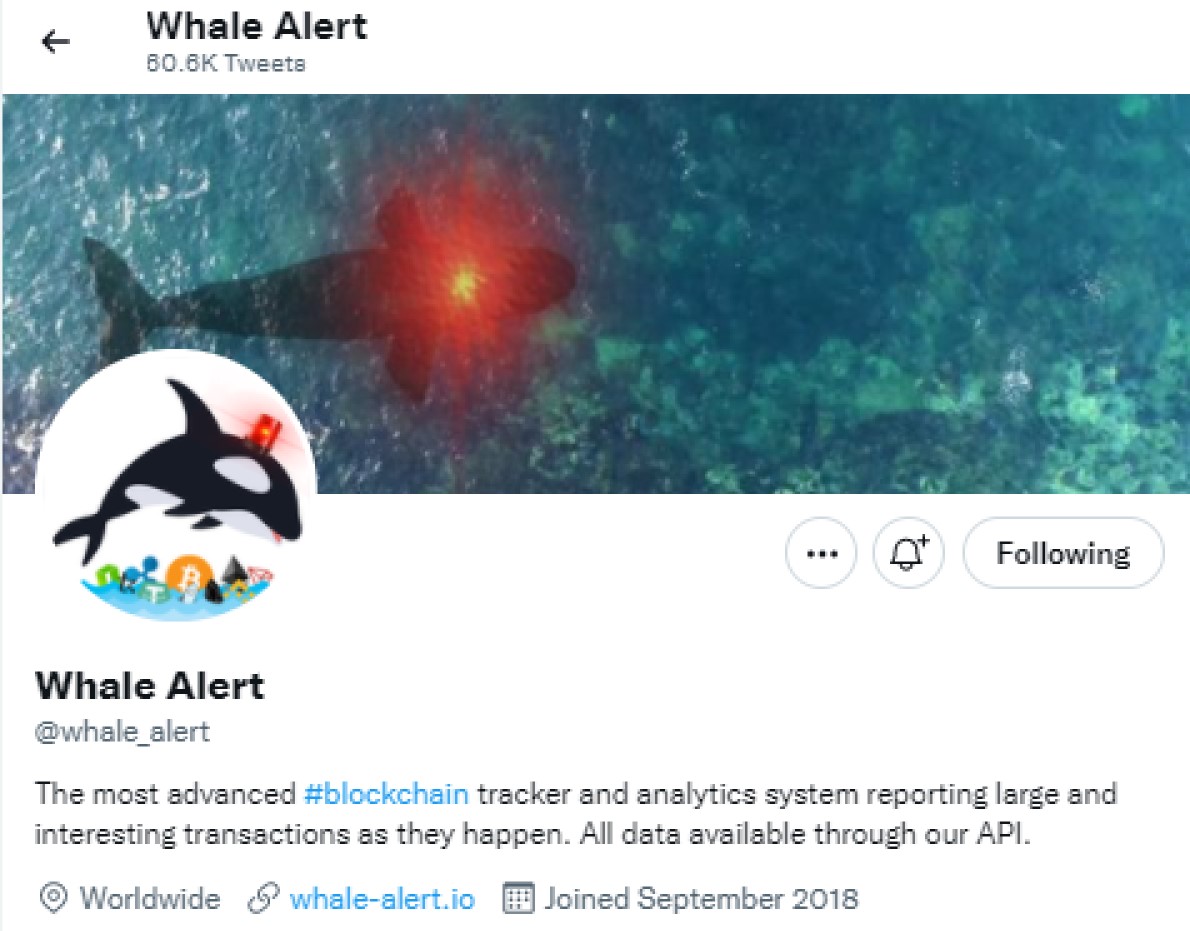 Whale Alert
60.6K Tweets
Following
Whale Alert
@whale_alert
The most advanced #blockchain tracker and analytics system reporting large and
interesting transactions as they happen. All data available through our API.
Worldwide whale-alert.io Joined September 2018